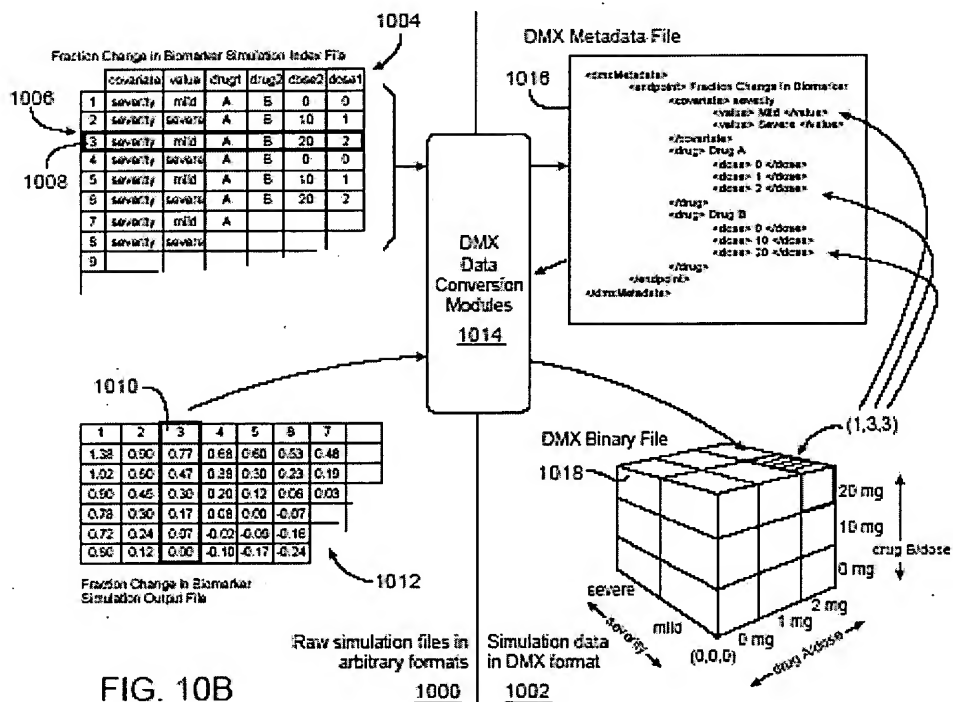 1004
Fraction Change in Biomarker Simulation Index File
covariate value drug1 drug2 dose2 dose1
1 severity mild A B 0 0
2 severity severe A B 10 1
3 severity mild A B 20 2
4 severity severe A B 0 0
5 severity mild A B 10 1
6 severity severe A B 20 2
7 severity mild A
8 severity severe
9
1006
1008
DMX Metadata File
1016
<dmxMetadata>
<endpoint> Fraction Change in Biomarker
<covariate> severity
<value> Mild </value>
<value> Severe </value>
</covariate>
<drug> Drug A
<dose> 0 </dose>
<dose> 1 </dose>
<dose> 2 </dose>
</drug>
<drug> Drug B
<dose> 0 </dose>
<dose> 10 </dose>
<dose> 20 </dose>
</drug>
</endpoint>
</dmxMetadata>
DMX
Data
Conversion
Modules
1014
1010
1 2 3 4 5 6 7
1.38 0.90 0.77 0.68 0.60 0.53 0.48
1.02 0.60 0.47 0.38 0.30 0.23 0.19
0.90 0.45 0.30 0.20 0.12 0.06 0.03
0.78 0.30 0.17 0.08 0.00 -0.07
0.72 0.24 0.07 -0.02 -0.16
0.12 0.00 -0.10 -0.17 -0.24
1012
Fraction Change in Biomarker
Simulation Output File
(1,3,3)
DMX Binary File
1018
20 mg
10 mg
0 mg
drug B/dose
severe
mild
severity
0 mg
1 mg
2 mg
(0,0,0)
drug A/dose
Raw simulation files in
arbitrary formats
1000
Simulation data
in DMX format
1002
FIG. 10B